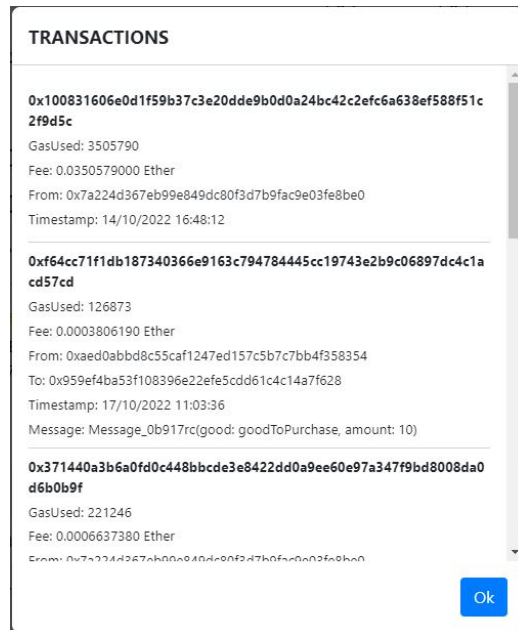 TRANSACTIONS
0x100831606e0d1f59b37c3e20dde9b0d0a24bc42c2efc6a638ef588f51c
2f9d5c
GasUsed: 3505790
Fee: 0.0350579000 Ether
From: 0x7a224d367eb99e849dc80f3d7b9fac9e03fe8be0
Timestamp: 14/10/2022 16:48:12
0xf64cc71f1db187340366e9163c794784445cc19743e2b9c06897dc4c1a
cd57cd
GasUsed: 126873
Fee: 0.0003806190 Ether
From: 0xaed0abbd8c55caf1247ed157c5b7c7bb4f358354
To: 0x959ef4ba53f108396e22efe5cdd61c4c14a7f628
Timestamp: 17/10/2022 11:03:36
Message: Message_0b917rc(good: goodToPurchase, amount: 10)
0x371440a3b6a0fd0c448bbcde3e8422dd0a9ee60e97a347f9bd8008da0
d6b0b9f
GasUsed: 221246
Fee: 0.0006637380 Ether
From: 0x7a224d367eb99e849dc80f3d7b9fac9e03fe8be0
Ok